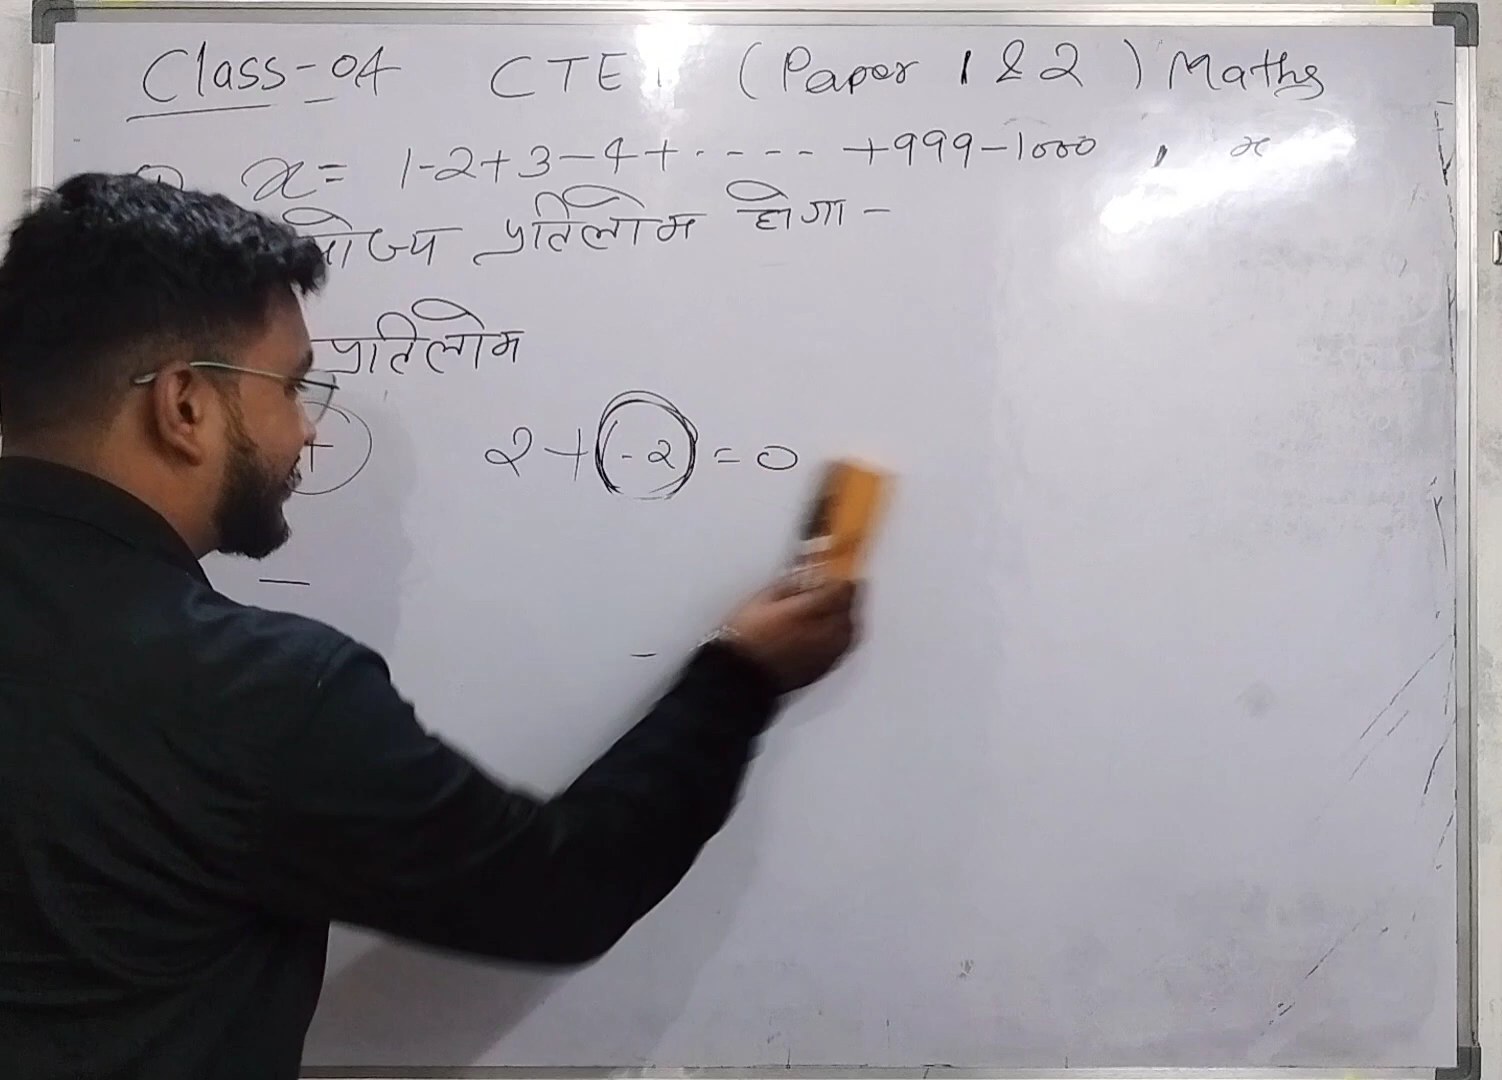 Class-04 CTET (Paper 1 & 2) Maths
x = 1-2+3-4+ ..---- +999-1000 , x
प्रतिलोम होगा -
प्रतिलोम
+ 2+(-2) = 0
-
-